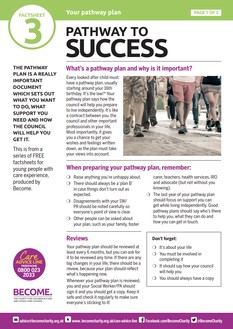 FACTSHEET
3
Your pathway plan
PAGE 1 OF 2
PATHWAY TO
SUCCESS
THE PATHWAY
PLAN IS A REALLY
IMPORTANT
DOCUMENT
WHICH SETS OUT
WHAT YOU WANT
TO DO, WHAT
SUPPORT YOU
NEED AND HOW
THE COUNCIL
WILL HELP YOU
GET IT.
This is from a
series of FREE
factsheets for
young people with
care experience,
produced by
Become.
What's a pathway plan and why is it important?
Every looked after child must
have a pathway plan, usually
starting around your 16th
birthday. It's the law!* Your
pathway plan says how the
council will help you prepare
to live independently. It's like
a contract between you, the
council and other important
professionals in your life.
Most importantly, it gives
you a chance to get your
wishes and feelings written
down, as the plan must take
your views into account.
When preparing your pathway plan, remember:
Raise anything you're unhappy about.
There should always be a plan B'
in case things don't turn out as
expected.
Disagreements with your SW/
PA should be noted carefully so
everyone's point of view is clear.
Other people can be asked about
your plan, such as your family, foster
carer, teachers, health services, IRO
and advocate (but not without you
knowing).
The last year of your pathway plan
should focus on support you can
get while living independently. Good
pathway plans should say who's there
to help you, what they can do and
how you can get in touch.
Care
ADVICE LINE
0800 023
2033
BECOME.
Reviews
Your pathway plan should be reviewed at
least every 6 months, but you can ask for
it to be reviewed any time. If there are any
big changes in your life, there should be a
review, because your plan should reflect
what's happening now.
Whenever your pathway plan is reviewed,
you and your Social Worker/PA should
sign it and you should get a copy. Keep it
safe and check it regularly to make sure
everyone's sticking to it!
Don't forget:
It's about your life
You must be involved in
completing it
It should say how your council
will help you
You should always have a copy
advice@becomecharity.org.uk
www.becomecharity.org.uk/care-advice-line
Facebook.com/BecomeCharity
@BecomeCharity